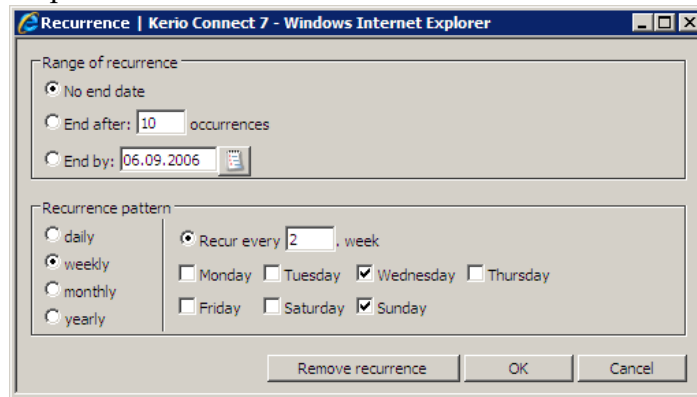 Recurrence | Kerio Connect 7 - Windows Internet Explorer
Range of recurrence
No end date
End after: 10 occurrences
End by: 06.09.2006
Recurrence pattern
daily
weekly
monthly
yearly
Recur every 2 . week
Monday Tuesday Wednesday Thursday
Friday Saturday Sunday
Remove recurrence OK Cancel